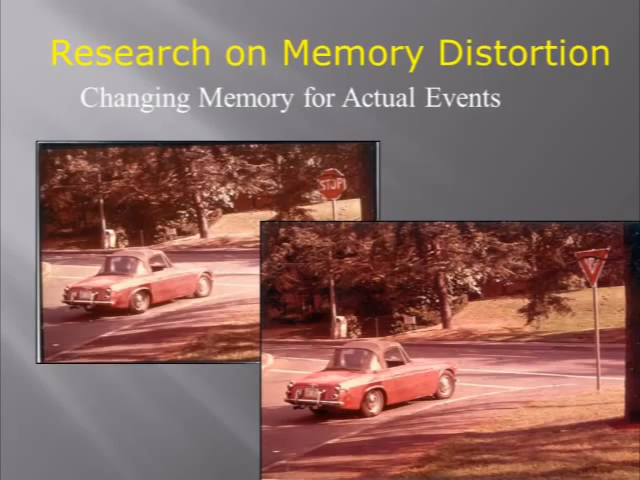 Research on Memory Distortion
Changing Memory for Actual Events
STOP